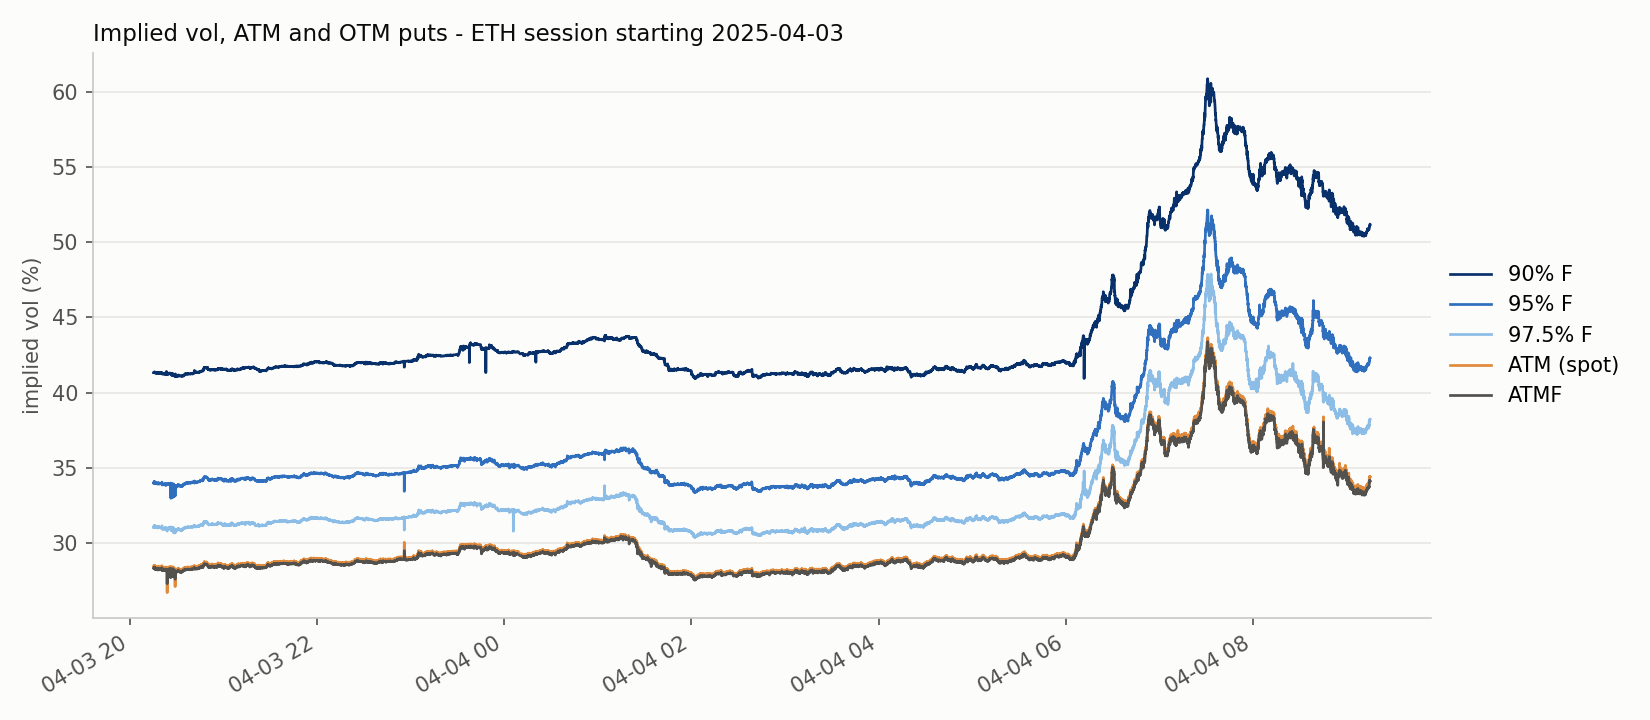 Implied vol, ATM and OTM puts - ETH session starting 2025-04-03
implied vol (%)
60
55
50
45
40
35
30
04-03 20
04-03 22
04-04 00
04-04 02
04-04 04
04-04 06
04-04 08
90% F
95% F
97.5% F
ATM (spot)
ATMF